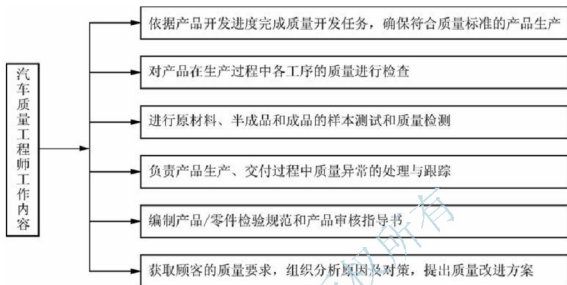 汽车质量工程师工作内容
依据产品开发进度完成质量开发任务，确保符合质量标准的产品生产
对产品在生产过程中各工序的质量进行检查
进行原材料、半成品和成品的样本测试和质量检测
负责产品生产、交付过程中质量异常的处理与跟踪
编制产品/零件检验规范和产品审核指导书
获取顾客的质量要求，组织分析原因及对策，提出质量改进方案
权所有